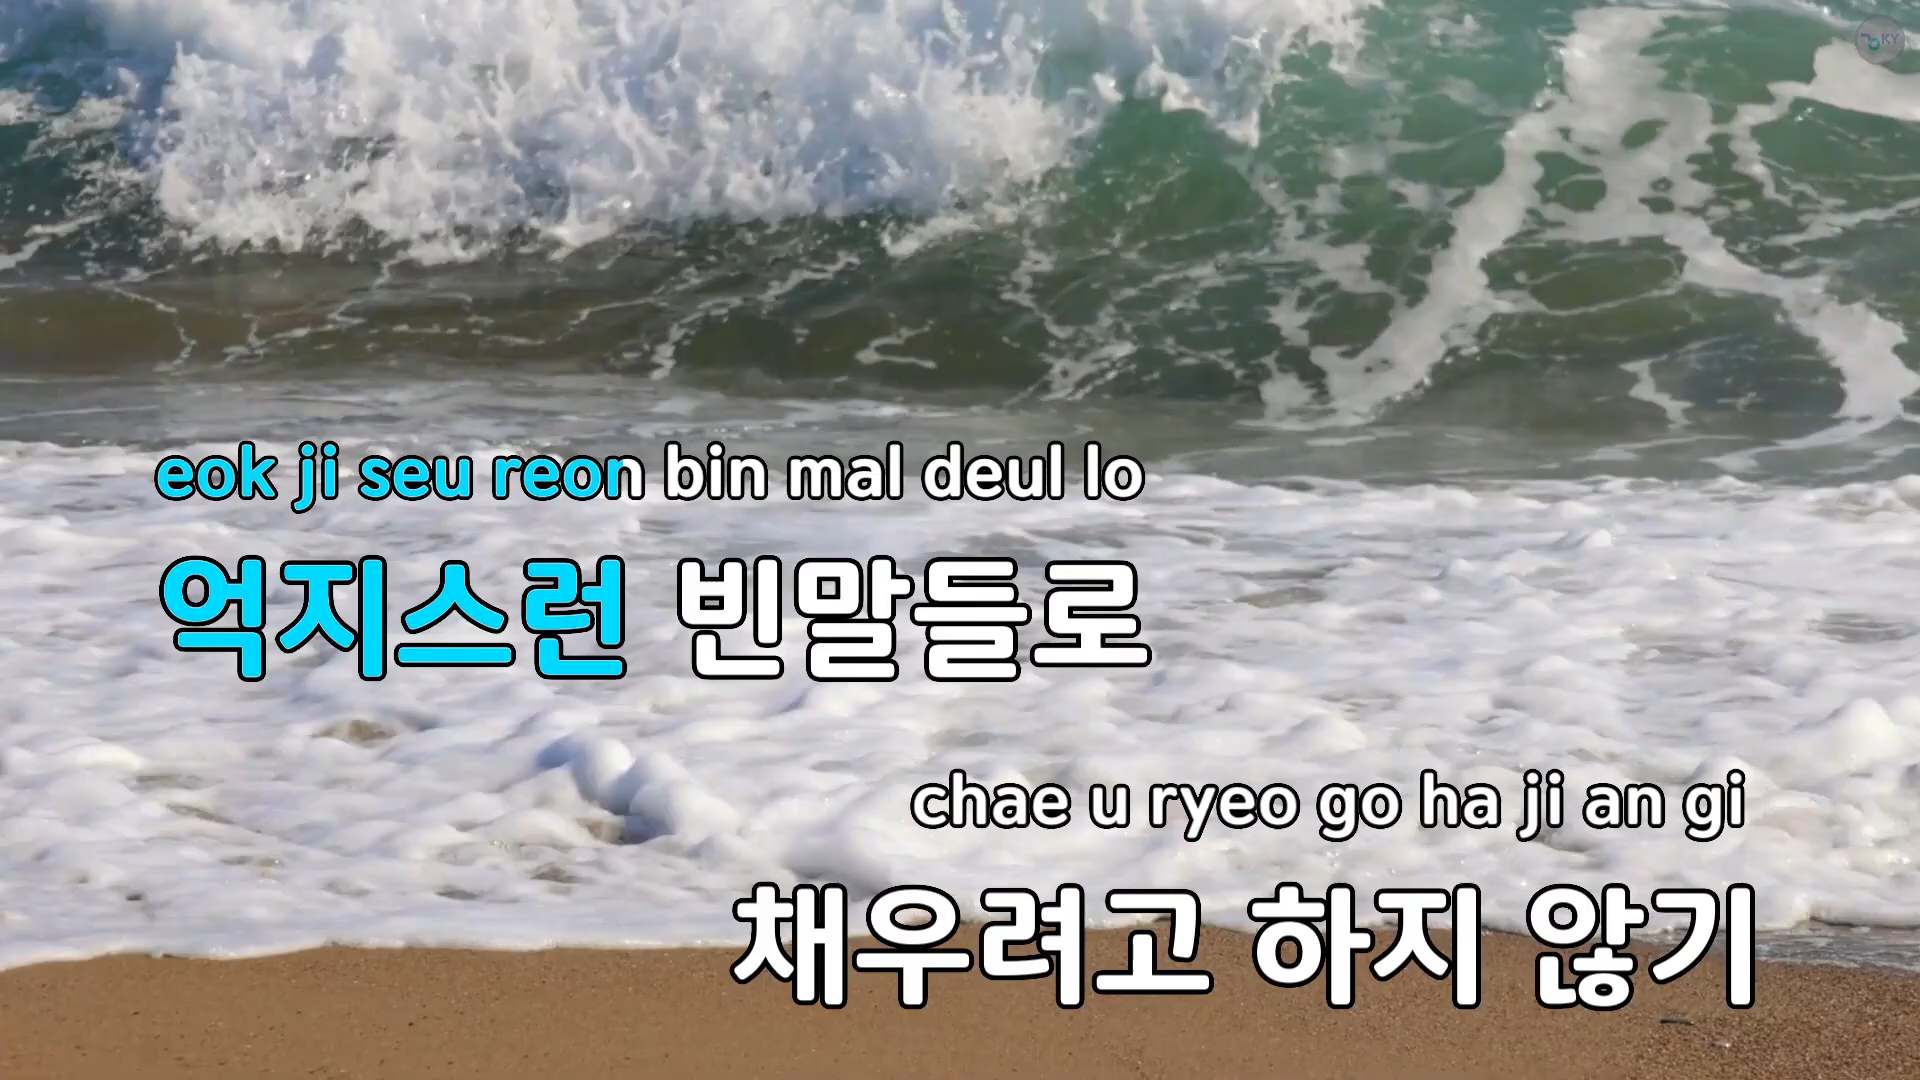 KY
eok ji seu reon bin mal deul lo
억지스런 빈말들로
chae u ryeo go ha ji an gi
채우려고 하지 않기